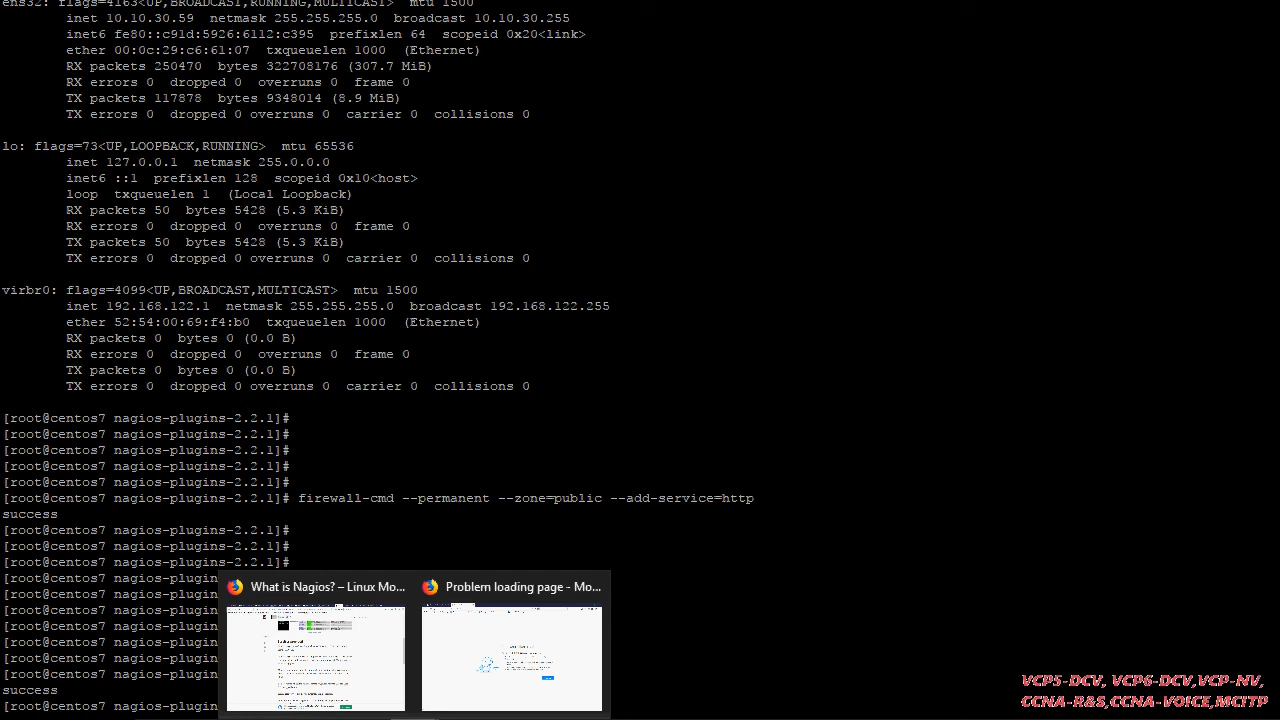 ens32: flags=4163<UP,BROADCAST,RUNNING,MULTICAST> mtu 1500
inet 10.10.30.59 netmask 255.255.255.0 broadcast 10.10.30.255
inet6 fe80::c91d:5926:6112:c395 prefixlen 64 scopeid 0x20<link>
ether 00:0c:29:c6:61:07 txqueuelen 1000 (Ethernet)
RX packets 250470 bytes 322708176 (307.7 MiB)
RX errors 0 dropped 0 overruns 0 frame 0
TX packets 117878 bytes 9348014 (8.9 MiB)
TX errors 0 dropped 0 overruns 0 carrier 0 collisions 0
lo: flags=73<UP,LOOPBACK,RUNNING> mtu 65536
inet 127.0.0.1 netmask 255.0.0.0
inet6 ::1 prefixlen 128 scopeid 0x10<host>
loop txqueuelen 1 (Local Loopback)
RX packets 50 bytes 5428 (5.3 KiB)
RX errors 0 dropped 0 overruns 0 frame 0
TX packets 50 bytes 5428 (5.3 KiB)
TX errors 0 dropped 0 overruns 0 carrier 0 collisions 0
virbr0: flags=4099<UP,BROADCAST,MULTICAST> mtu 1500
inet 192.168.122.1 netmask 255.255.255.0 broadcast 192.168.122.255
ether 52:54:00:69:f4:b0 txqueuelen 1000 (Ethernet)
RX packets 0 bytes 0 (0.0 B)
RX errors 0 dropped 0 overruns 0 frame 0
TX packets 0 bytes 0 (0.0 B)
TX errors 0 dropped 0 overruns 0 carrier 0 collisions 0
[root@centos7 nagios-plugins-2.2.1]#
[root@centos7 nagios-plugins-2.2.1]#
[root@centos7 nagios-plugins-2.2.1]#
[root@centos7 nagios-plugins-2.2.1]#
[root@centos7 nagios-plugins-2.2.1]#
[root@centos7 nagios-plugins-2.2.1]# firewall-cmd --permanent --zone=public --add-service=http
success
[root@centos7 nagios-plugins-2.2.1]#
[root@centos7 nagios-plugins-2.2.1]#
[root@centos7 nagios-plugins-2.2.1]#
[root@centos7 nagios-plugin
[root@centos7 nagios-plugin
[root@centos7 nagios-plugin
[root@centos7 nagios-plugin
[root@centos7 nagios-plugin
[root@centos7 nagios-plugin
[root@centos7 nagios-plugin
success
[root@centos7 nagios-plugin
What is Nagios? – Linux Mo...
Problem loading page - Mo...
VCP5-DCV, VCP6-DCV,VCP-NV,
CCNA-R&S,CCNA-VOICE,MCITP